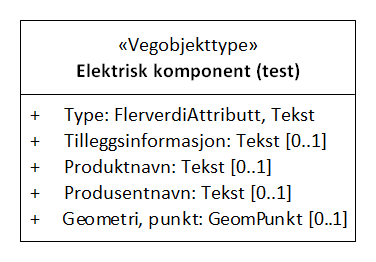 «Vegobjekttype»
Elektrisk komponent (test)
+ Type: FlerverdiAttributt, Tekst
+ Tilleggsinformasjon: Tekst [0..1]
+ Produktnavn: Tekst [0..1]
+ Produsentnavn: Tekst [0..1]
+ Geometri, punkt: GeomPunkt [0..1]